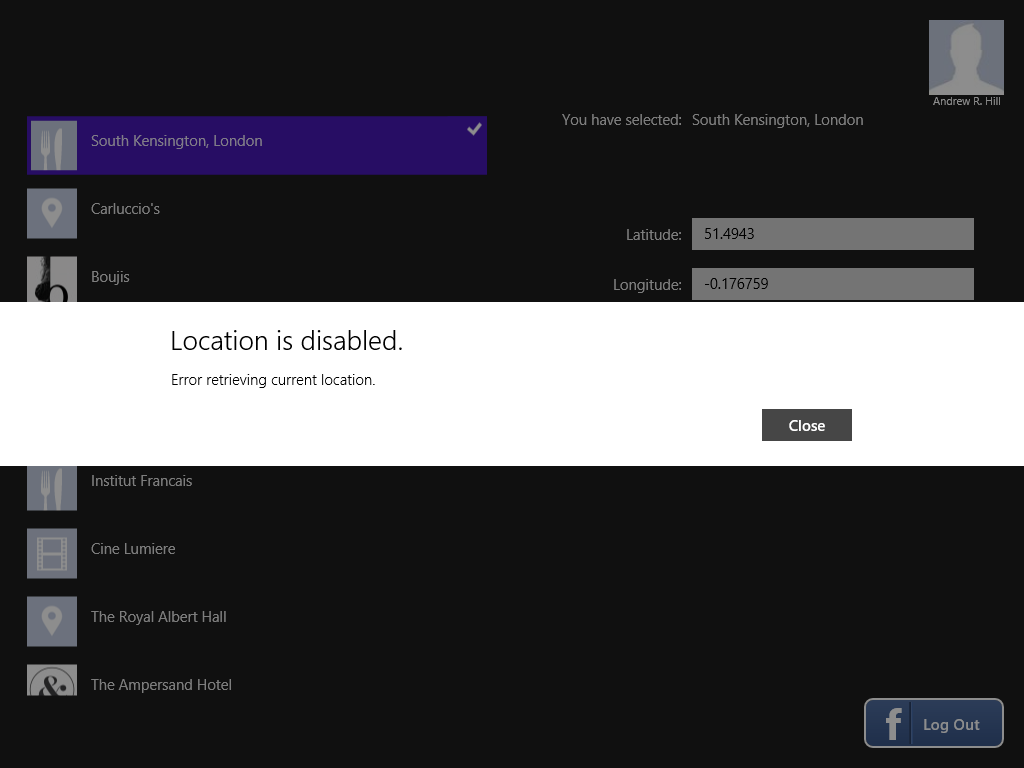 Andrew R. Hill
You have selected: South Kensington, London
South Kensington, London
Carluccio's
Latitude: 51.4943
Boujis
Longitude: -0.176759
b
Location is disabled.
Error retrieving current location.
Close
Institut Francais
Cine Lumiere
The Royal Albert Hall
& The Ampersand Hotel
f Log Out